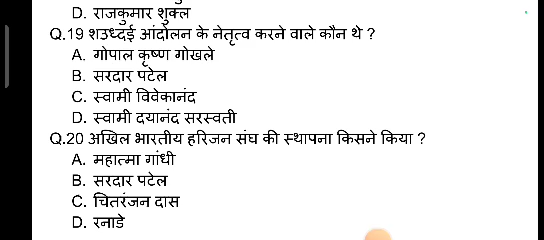 D. राजकुमार शुक्ल
Q.19 शउध्दई आंदोलन के नेतृत्व करने वाले कौन थे ?
A. गोपाल कृष्ण गोखले
B. सरदार पटेल
C. स्वामी विवेकानंद
D. स्वामी दयानंद सरस्वती
Q.20 अखिल भारतीय हरिजन संघ की स्थापना किसने किया ?
A. महात्मा गांधी
B. सरदार पटेल
C. चितरंजन दास
D. रनाडे